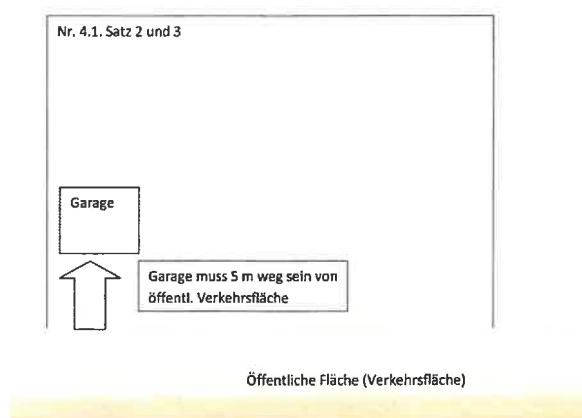 Nr. 4.1. Satz 2 und 3
Garage
Garage muss 5 m weg sein von
öffentl. Verkehrsfläche
Öffentliche Fläche (Verkehrsfläche)